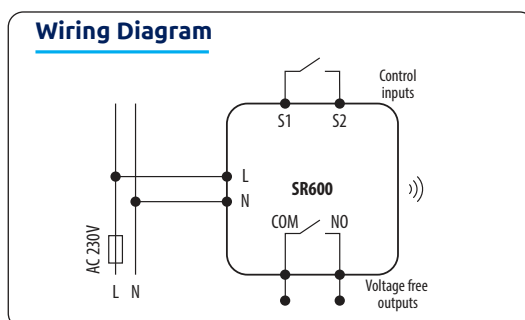 Wiring Diagram
Control
inputs
S1 S2
L
SR600
N
COM NO
AC 230V
L N
Voltage free
outputs